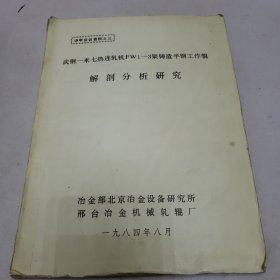 武钢一米七热连轧机FW1—3架铸造半钢工作辊
解剖分析研究
冶金部北京冶金设备研究所
邢台冶金机械轧辊厂
一九八四年八月